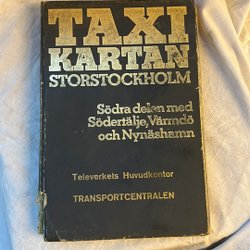 TAXI
KARTAN
STORSTOCKHOLM
Södra delen med
Södertälje, Värmdö
och Nynäshamn
Televerkets Huvudkontor
TRANSPORTCENTRALEN